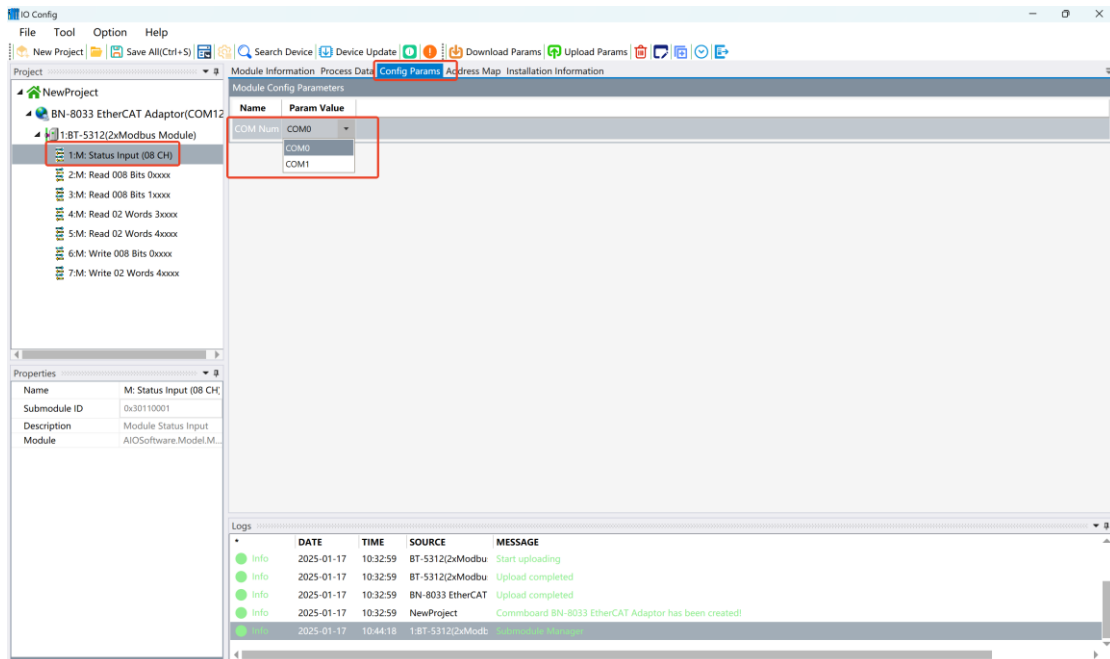 IO Config
File Tool Option Help
New Project Save All(Ctrl+S) Search Device Device Update Download Params Upload Params
Project
Module Information Process Data Config Params Address Map Installation Information
NewProject
Module Config Parameters
BN-8033 EtherCAT Adaptor(COM12
Name Param Value
1:BT-5312(2xModbus Module)
COM Num COM0
COM0
COM1
1:M: Status Input (08 CH)
2:M: Read 008 Bits 0xxxx
3:M: Read 008 Bits 1xxxx
4:M: Read 02 Words 3xxxx
5:M: Read 02 Words 4xxxx
6:M: Write 008 Bits 0xxxx
7:M: Write 02 Words 4xxxx
Properties
Name M: Status Input (08 CH)
Submodule ID 0x30110001
Description Module Status Input
Module AIOSoftware.Model.M...
Logs
* DATE TIME SOURCE MESSAGE
Info 2025-01-17 10:32:59 BT-5312(2xModbu Start uploading
Info 2025-01-17 10:32:59 BT-5312(2xModbu Upload completed
Info 2025-01-17 10:32:59 BN-8033 EtherCAT Upload completed
Info 2025-01-17 10:32:59 NewProject Commboard BN-8033 EtherCAT Adaptor has been created!
Info 2025-01-17 10:44:18 1:BT-5312(2xModb Submodule Manager